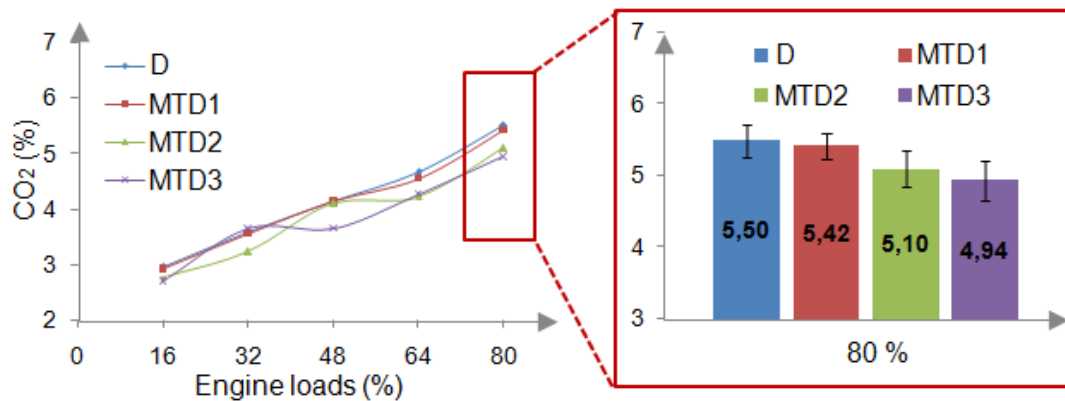 7
6
5
4
3
2
CO2 (%)
D
MTD1
MTD2
MTD3
0 16 32 48 64 80
Engine loads (%)
7
6
5
4
3
D MTD1
MTD2 MTD3
5,50 5,42 5,10 4,94
80 %